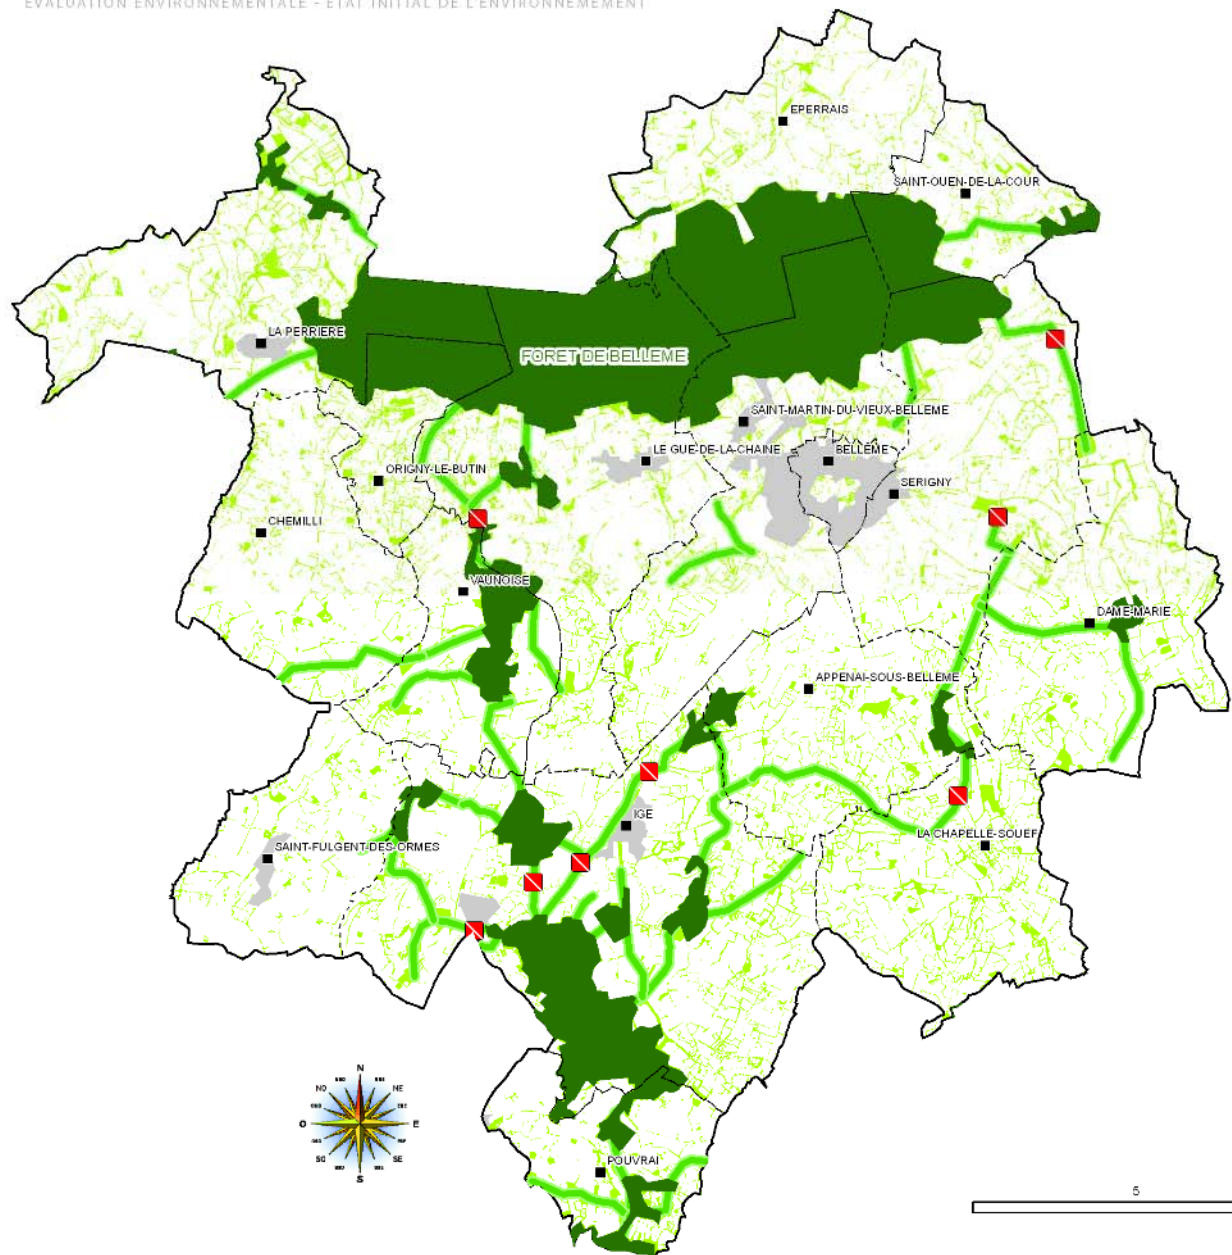 EVALUATION ENVIRONNEMENTALE - ETAT INITIAL DE L'ENVIRONNEMEMENT
EPERRAIS
SAINT-OUEN-DE-LA-COUR
LA PERRIERE
FORET DE BELLEME
SAINT-MARTIN-DU-VIEUX-BELLEME
LE GUE-DE-LA-CHAINE
BELLEME
ORIGNY-LE-BUTIN
SERIGNY
CHEMILLI
VAUNOISE
DAME-MARIE
APPENAI-SOUS-BELLEME
IGE
LA CHAPELLE-SOUEF
SAINT-FULGENT-DES-ORMES
N
NO
NE
O
E
SO
SE
S
POUVRAI
5